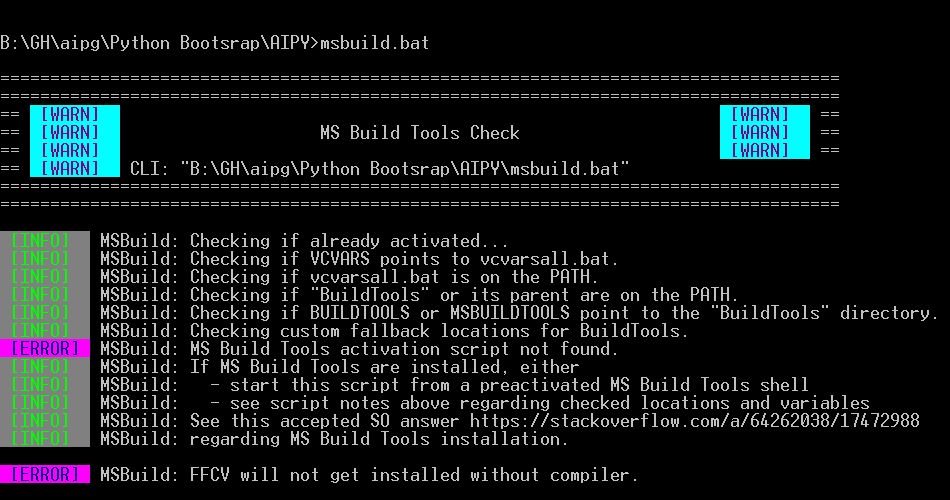 B:\GH\aipg\Python Bootsrap\AIPY>msbuild.bat
====================================================================================
====================================================================================
== [WARN] [WARN] ==
== [WARN] MS Build Tools Check [WARN] ==
== [WARN] [WARN] ==
== [WARN] CLI: "B:\GH\aipg\Python Bootsrap\AIPY\msbuild.bat"
====================================================================================
====================================================================================
[INFO] MSBuild: Checking if already activated...
[INFO] MSBuild: Checking if VCVARS points to vcvarsall.bat.
[INFO] MSBuild: Checking if vcvarsall.bat is on the PATH.
[INFO] MSBuild: Checking if "BuildTools" or its parent are on the PATH.
[INFO] MSBuild: Checking if BUILDTOOLS or MSBUILDTOOLS point to the "BuildTools" directory.
[INFO] MSBuild: Checking custom fallback locations for BuildTools.
[ERROR] MSBuild: MS Build Tools activation script not found.
[INFO] MSBuild: If MS Build Tools are installed, either
[INFO] MSBuild:   - start this script from a preactivated MS Build Tools shell
[INFO] MSBuild:   - see script notes above regarding checked locations and variables
[INFO] MSBuild: See this accepted SO answer https://stackoverflow.com/a/64262038/17472988
[INFO] MSBuild: regarding MS Build Tools installation.
[ERROR] MSBuild: FFCV will not get installed without compiler.